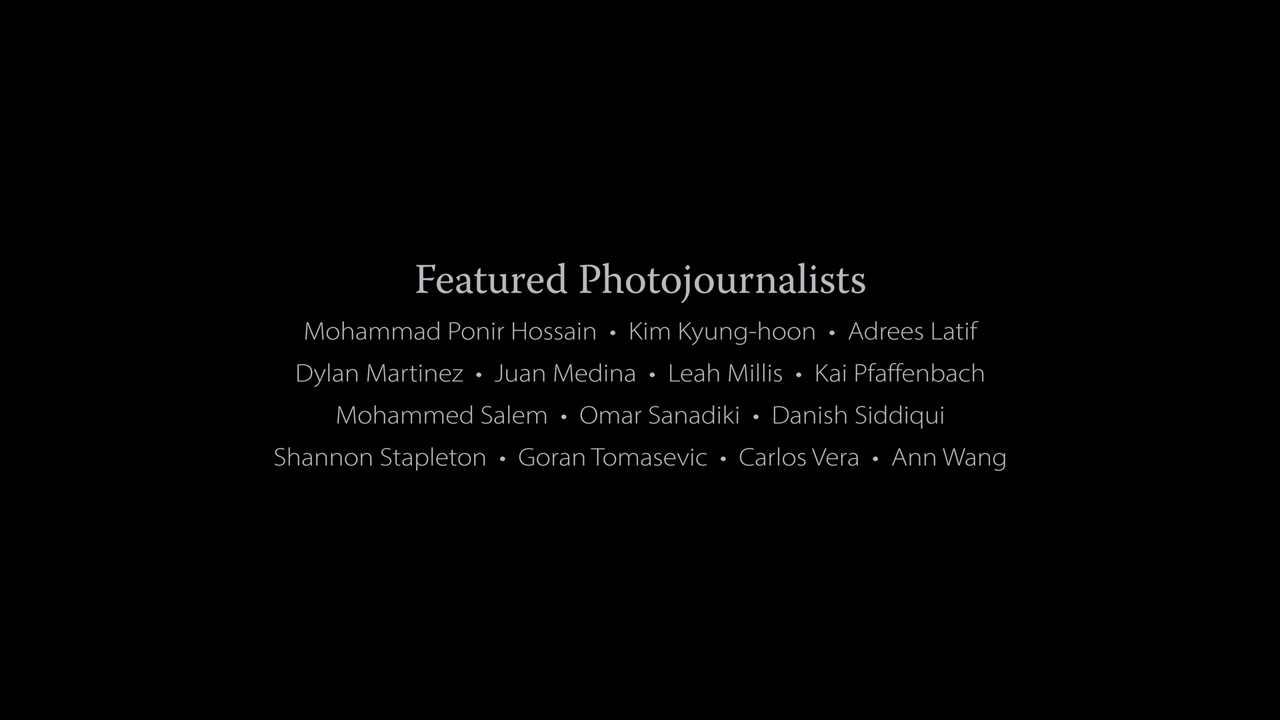 Featured Photojournalists
Mohammad Ponir Hossain • Kim Kyung-hoon • Adrees Latif
Dylan Martinez • Juan Medina • Leah Millis • Kai Pfaffenbach
Mohammed Salem • Omar Sanadiki • Danish Siddiqui
Shannon Stapleton • Goran Tomasevic • Carlos Vera • Ann Wang